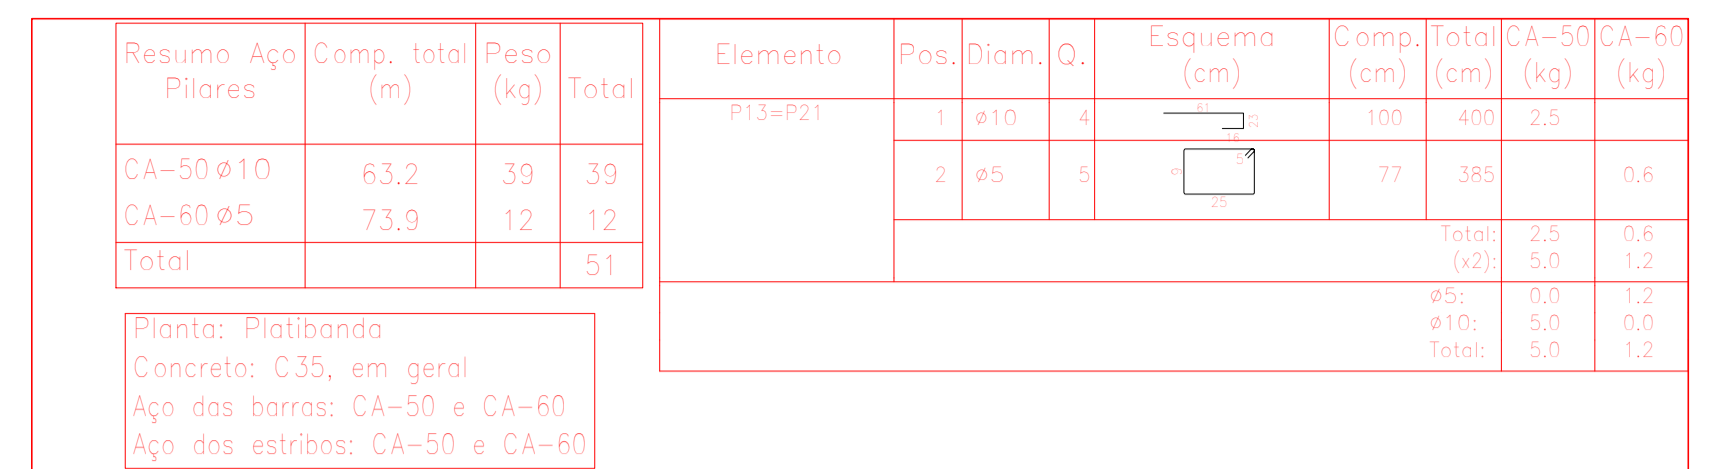 Resumo Aço Pilares Comp. total (m) Peso (kg) Total
CA-50 ø10 63.2 39 39
CA-60 ø5 73.9 12 12
Total 51
Planta: Platibanda
Concreto: C35, em geral
Aço das barras: CA-50 e CA-60
Aço dos estribos: CA-50 e CA-60
Elemento Pos. Diam. Q. Esquema (cm) Comp. (cm) Total (cm) CA-50 (kg) CA-60 (kg)
P13=P21 1 ø10 4 61 23 16 100 400 2.5
2 ø5 5 9 5 25 77 385 0.6
Total: 2.5 0.6
(x2): 5.0 1.2
ø5: 0.0 1.2
ø10: 5.0 0.0
Total: 5.0 1.2